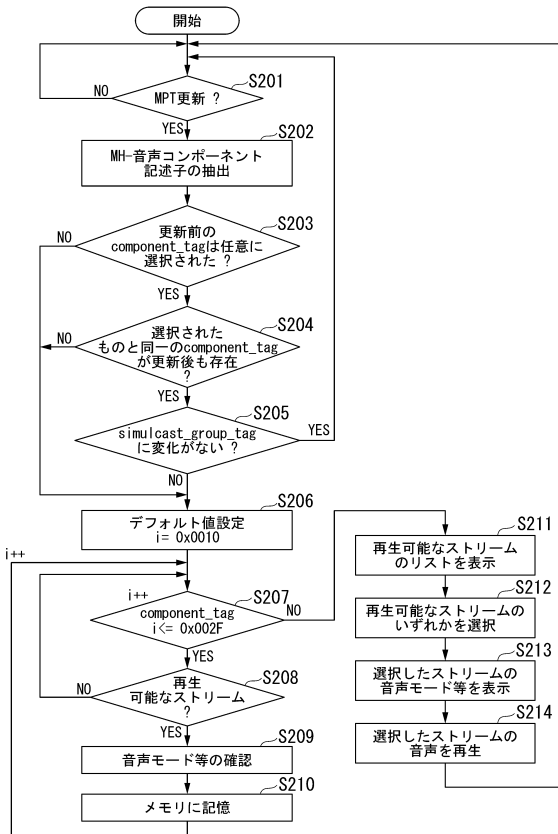 開始
S201
MPT更新 ?
NO
YES
S202
MH-音声コンポーネント
記述子の抽出
S203
更新前の
component_tagは任意に
選択された ?
NO
YES
S204
選択された
ものと同一のcomponent_tag
が更新後も存在
?
NO
YES
S205
simulcast_group_tag
に変化がない ?
YES
NO
S206
デフォルト値設定
i= 0x0010
i++
i++
S207
component_tag
i<= 0x002F
NO
YES
S208
再生
可能なストリーム
?
NO
YES
S209
音声モード等の確認
S210
メモリに記憶
S211
再生可能なストリーム
のリストを表示
S212
再生可能なストリームの
いずれかを選択
S213
選択したストリームの
音声モード等を表示
S214
選択したストリームの
音声を再生